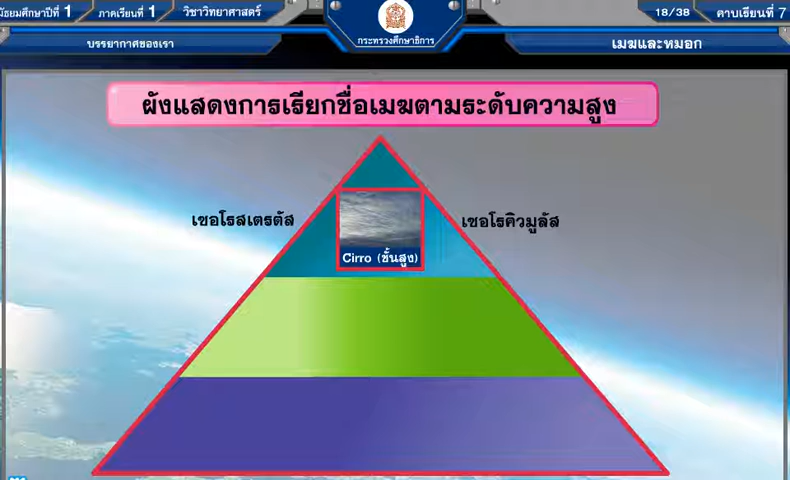 มัธยมศึกษาปีที่ 1 ภาคเรียนที่ 1 วิชาวิทยาศาสตร์
18/38 คาบเรียนที่ 7
กระทรวงศึกษาธิการ
บรรยากาศของเรา
เมฆและหมอก
ผังแสดงการเรียกชื่อเมฆตามระดับความสูง
เซอโรสเตรตัส
เซอโรคิวมูลัส
Cirro (ชั้นสูง)